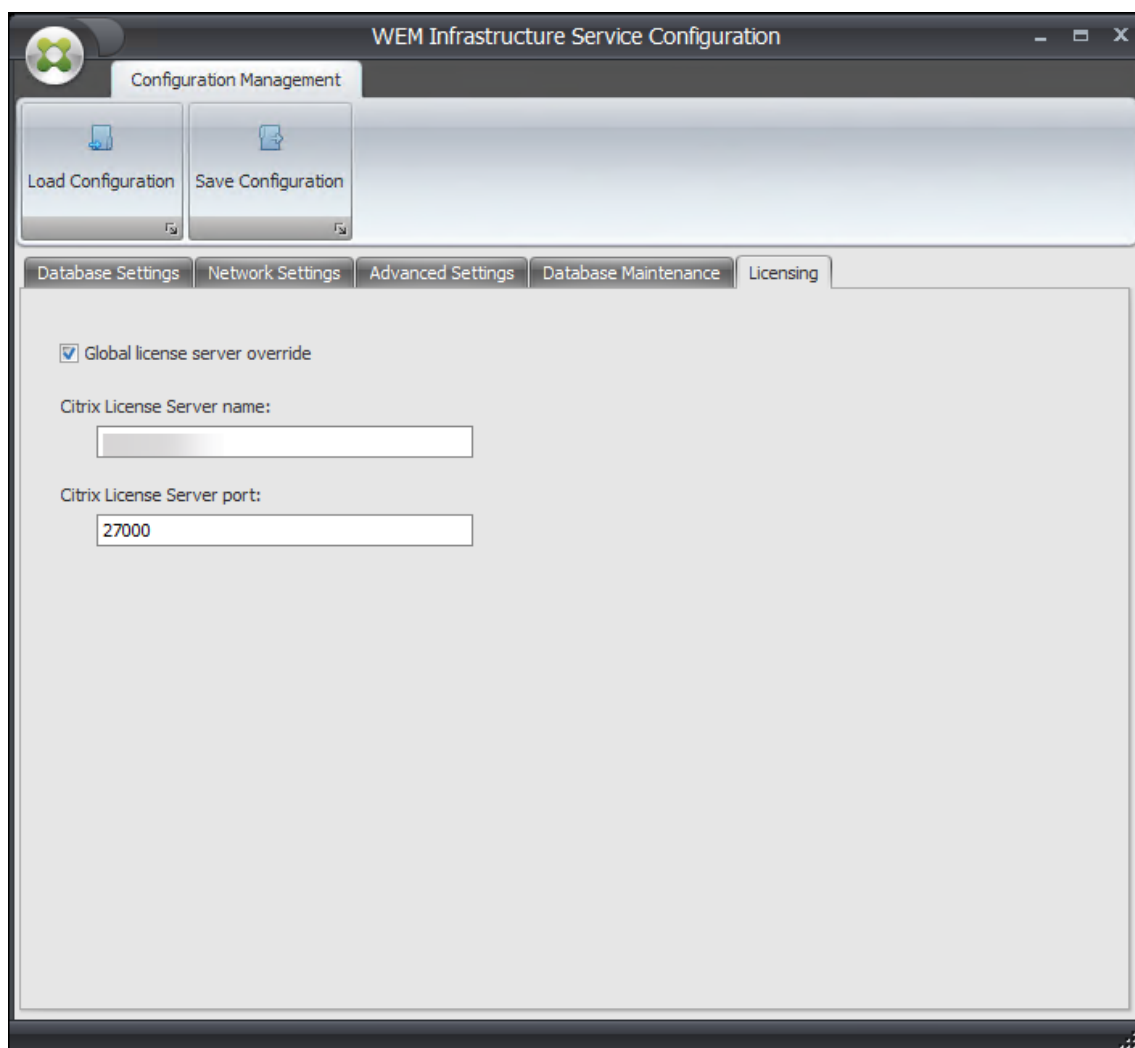 WEM Infrastructure Service Configuration
Configuration Management
Load Configuration
Save Configuration
Database Settings
Network Settings
Advanced Settings
Database Maintenance
Licensing
Global license server override
Citrix License Server name:
Citrix License Server port:
27000